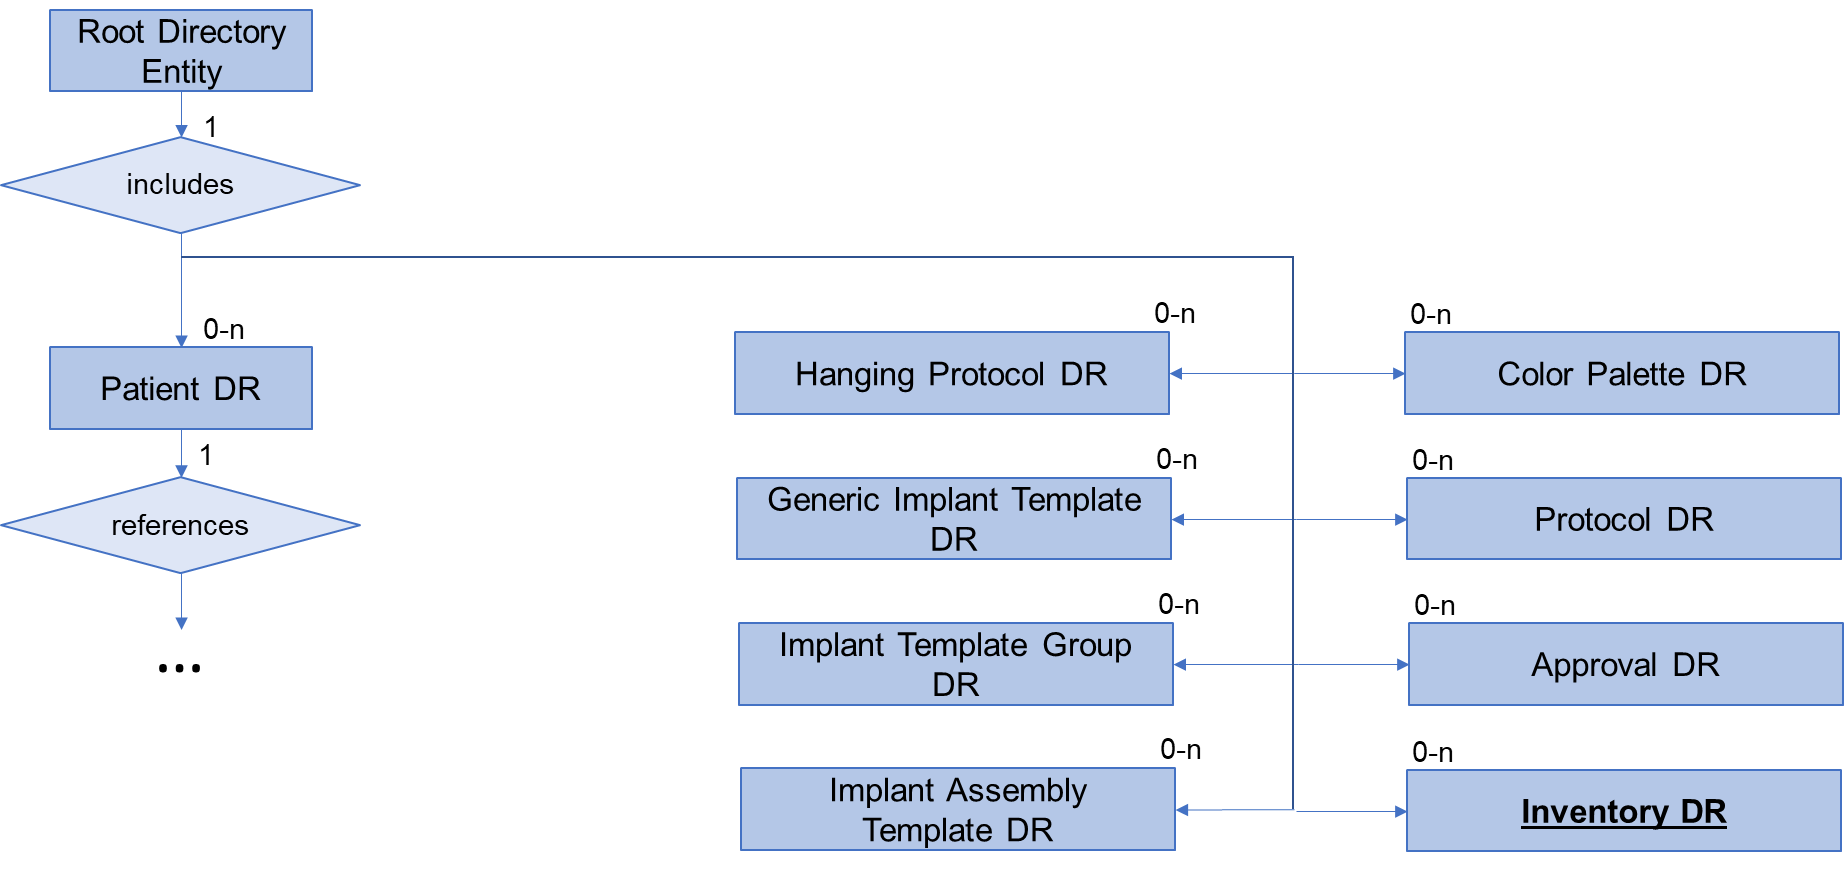 Root Directory
Entity
1
includes
0-n
Patient DR
1
references
...
0-n
Hanging Protocol DR
0-n
Color Palette DR
0-n
Generic Implant Template
DR
0-n
Protocol DR
0-n
Implant Template Group
DR
0-n
Approval DR
0-n
Implant Assembly
Template DR
0-n
Inventory DR